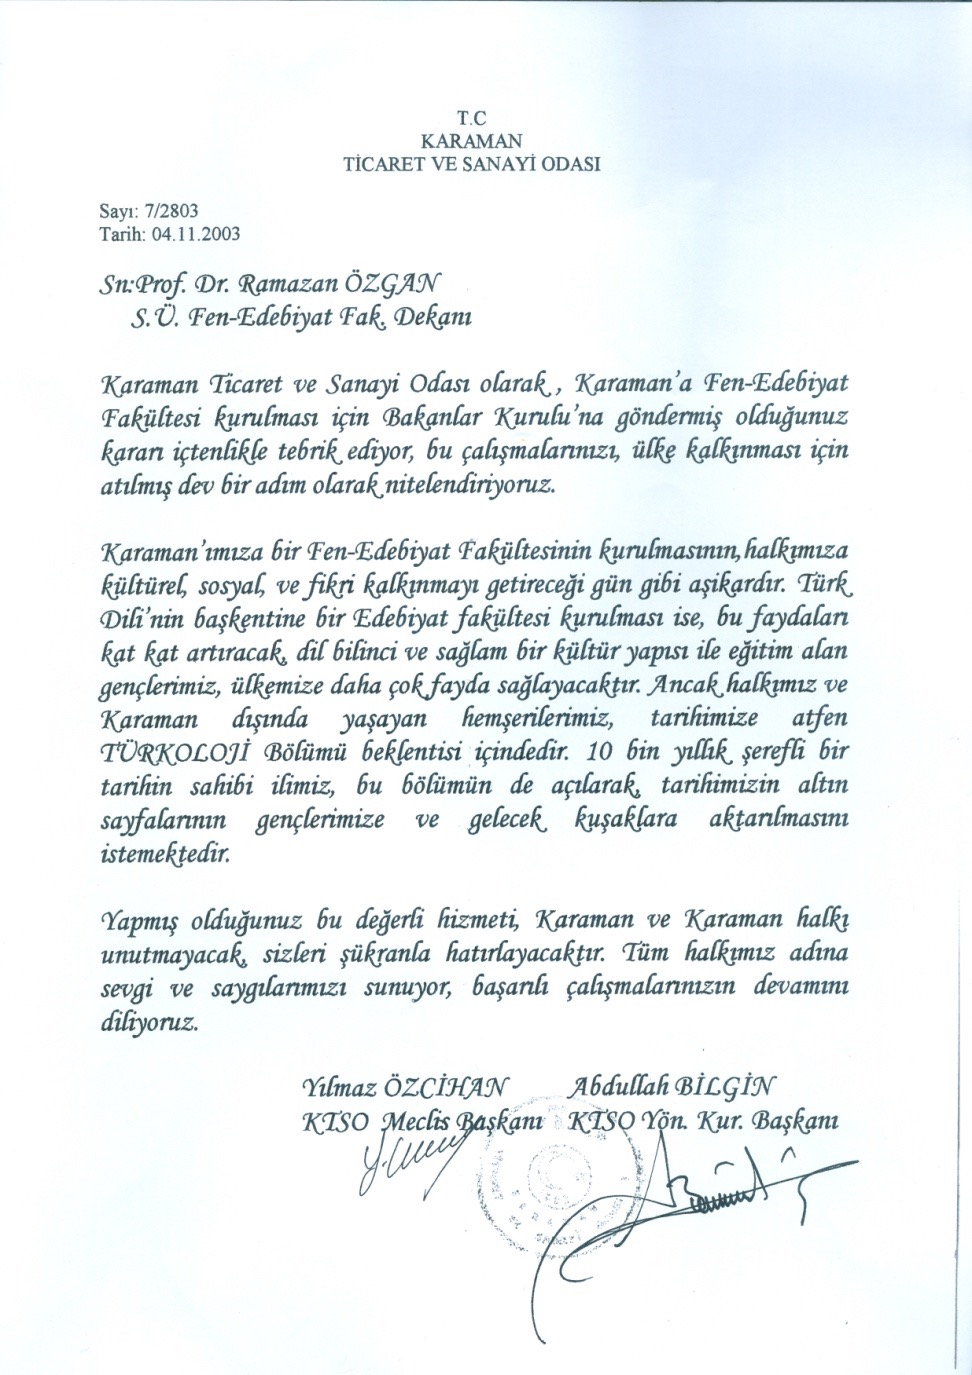 T.C
KARAMAN
TİCARET VE SANAYİ ODASI
Sayı: 7/2803
Tarih: 04.11.2003
Sn:Prof. Dr. Ramazan ÖZGAN
S.Ü. Fen-Edebiyat Fak. Dekanı
Karaman Ticaret ve Sanayi Odası olarak , Karaman'a Fen-Edebiyat
Fakültesi kurulması için Bakanlar Kurulu'na göndermiş olduğunuz
kararı içtenlikle tebrik ediyor, bu çalışmalarınızı, ülke kalkınması için
atılmış dev bir adım olarak nitelendiriyoruz.
Karaman'ımıza bir Fen-Edebiyat Fakültesinin kurulmasının, halkımıza
kültürel, sosyal, ve fikri kalkınmayı getireceği gün gibi aşikardır. Türk
Dili'nin başkentine bir Edebiyat fakültesi kurulması ise, bu faydaları
kat kat artıracak, dil bilinci ve sağlam bir kültür yapısı ile eğitim alan
gençlerimiz, ülkemize daha çok fayda sağlayacaktır. Ancak halkımız ve
Karaman dışında yaşayan hemşerilerimiz, tarihimize atfen
TÜRKOLOJİ Bölümü beklentisi içindedir. 10 bin yıllık şerefli bir
tarihin sahibi ilimiz, bu bölümün de açılarak, tarihimizin altın
sayfalarının gençlerimize ve gelecek kuşaklara aktarılmasını
istemektedir.
Yapmış olduğunuz bu değerli hizmeti, Karaman ve Karaman halkı
unutmayacak, sizleri şükranla hatırlayacaktır. Tüm halkımız adına
sevgi ve saygılarımızı sunuyor, başarılı çalışmalarınızın devamını
diliyoruz.
Yılmaz ÖZCİHAN Abdullah BİLGİN
KTSO Meclis Başkanı KTSO Yön. Kur. Başkanı